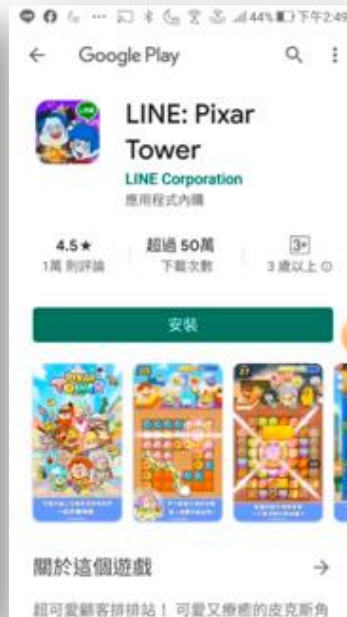 44% 下午2:49
Google Play
LINE: Pixar
Tower
LINE Corporation
應用程式內購
4.5★
1萬 則評論
超過 50萬
下載次數
3+
3 歲以上
安裝
PIXAR
TOWER
關於這個遊戲
超可愛顧客排排站！ 可愛又療癒的皮克斯角